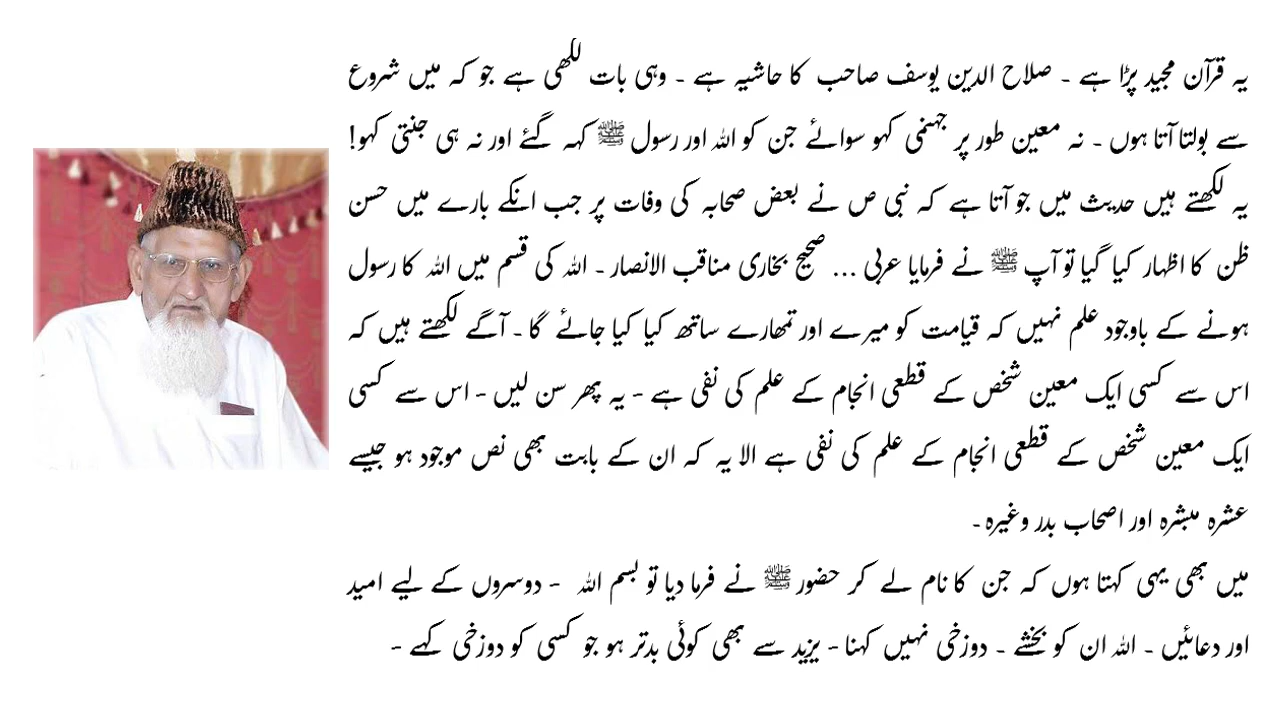 یہ قرآن مجید پڑا ہے ۔ صلاح الدین یوسف صاحب کا حاشیہ ہے ۔ وہی بات لکھی ہے جو کہ میں شروع
سے بولتا آتا ہوں ۔ نہ معین طور پر جہنمی کہو سوائے جن کو اللہ اور رسول ﷺ کہہ گئے اور نہ ہی جنتی کہو!
یہ لکھتے ہیں حدیث میں جو آتا ہے کہ نبی ص نے بعض صحابہ کی وفات پر جب انکے بارے میں حسن
ظن کا اظہار کیا گیا تو آپ ﷺ نے فرمایا عربی ... صحیح بخاری مناقب الانصار ۔ اللہ کی قسم میں اللہ کا رسول
ہونے کے باوجود علم نہیں کہ قیامت کو میرے اور تمھارے ساتھ کیا کیا جائے گا ۔ آگے لکھتے ہیں کہ
اس سے کسی ایک معین شخص کے قطعی انجام کے علم کی نفی ہے - یہ پھر سن لیں - اس سے کسی
ایک معین شخص کے قطعی انجام کے علم کی نفی ہے الا یہ کہ ان کے بابت بھی نص موجود ہو جیسے
عشرہ مبشرہ اور اصحاب بدر وغیرہ ۔
میں بھی یہی کہتا ہوں کہ جن کا نام لے کر حضور ﷺ نے فرما دیا تو بسم اللہ - دوسروں کے لیے امید
اور دعائیں ۔ اللہ ان کو بخشے ۔ دوزخی نہیں کہنا - یزید سے بھی کوئی بدتر ہو جو کسی کو دوزخی کہے -